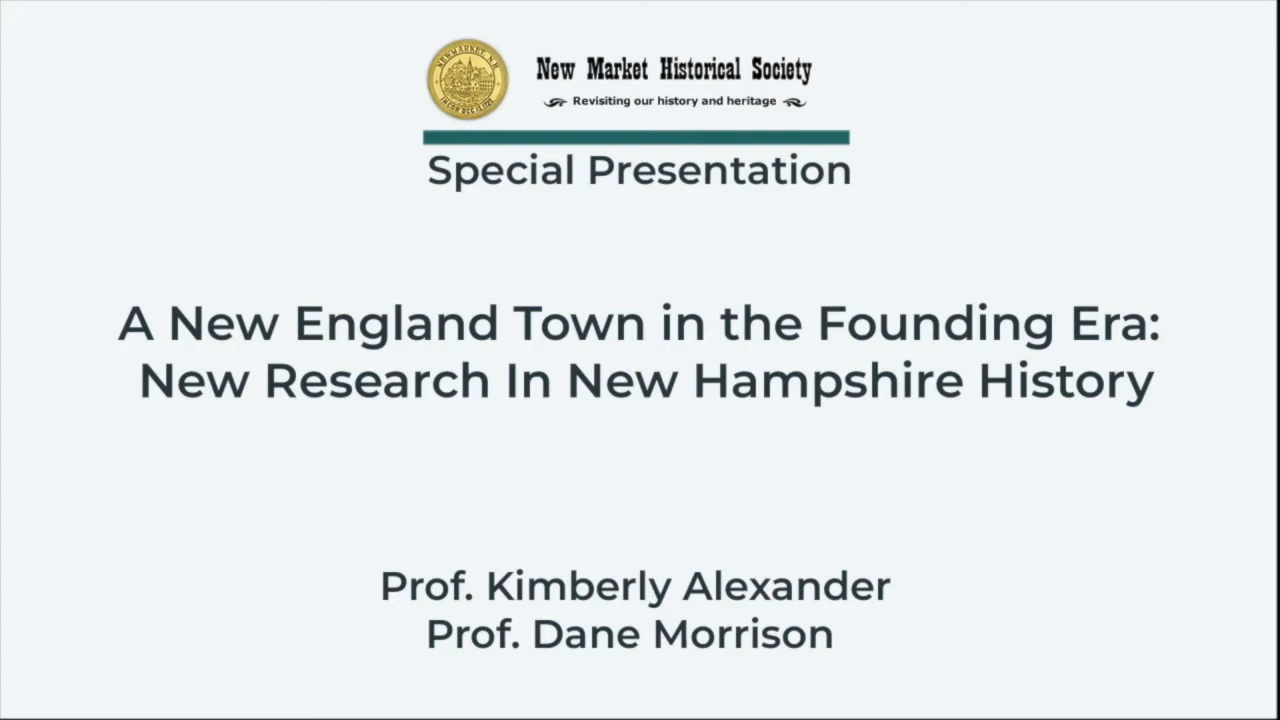 NEWMARKET, N.H.
New Market Historical Society
Revisiting our history and heritage
Special Presentation
A New England Town in the Founding Era:
New Research In New Hampshire History
Prof. Kimberly Alexander
Prof. Dane Morrison